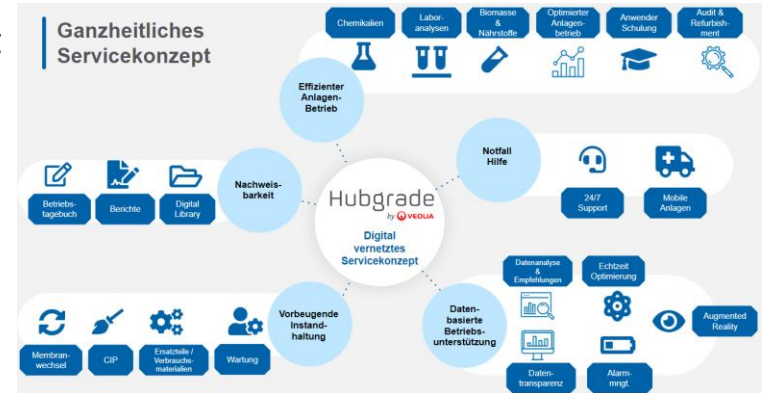 Ganzheitliches
Servicekonzept
Chemikalien
Labor-
analysen
Biomasse
&
Nährstoffe
Optimierter
Anlagen-
betrieb
Anwender
Schulung
Audit &
Refurbish-
ment
Effizienter
Anlagen-
Betrieb
Notfall
Hilfe
24/7
Support
Mobile
Anlagen
Nachweis-
barkeit
Betriebs-
tagebuch
Berichte
Digital
Library
Hubgrade
by VEOLIA
Digital
vernetztes
Servicekonzept
Vorbeugende
Instand-
haltung
Membran-
wechsel
CIP
Ersatzteile /
Verbrauchs-
materialien
Wartung
Daten-
basierte
Betriebs-
unterstützung
Datenanalyse
&
Empfehlungen
Echtzeit
Optimierung
Augmented
Reality
Daten-
transparenz
Alarm-
mngt.